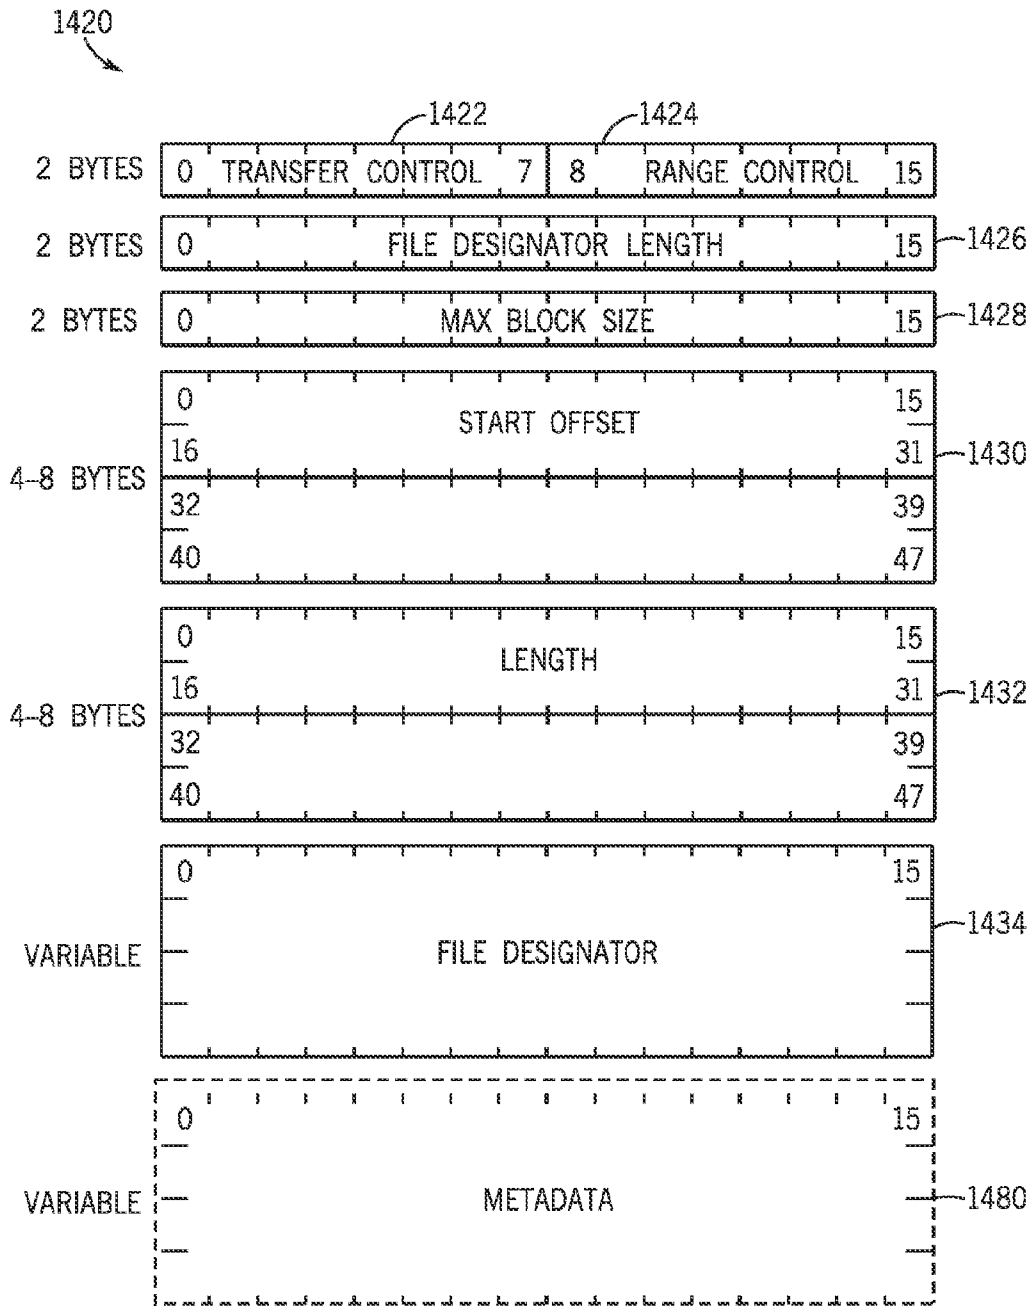 1420
1422 1424
2 BYTES 0 TRANSFER CONTROL 7 8 RANGE CONTROL 15
2 BYTES 0 FILE DESIGNATOR LENGTH 15 1426
2 BYTES 0 MAX BLOCK SIZE 15 1428
0 15
START OFFSET
16 31 1430
4–8 BYTES
32 39
40 47
0 15
LENGTH
16 31 1432
4–8 BYTES
32 39
40 47
0 15
1434
VARIABLE FILE DESIGNATOR
0 15
VARIABLE METADATA 1480